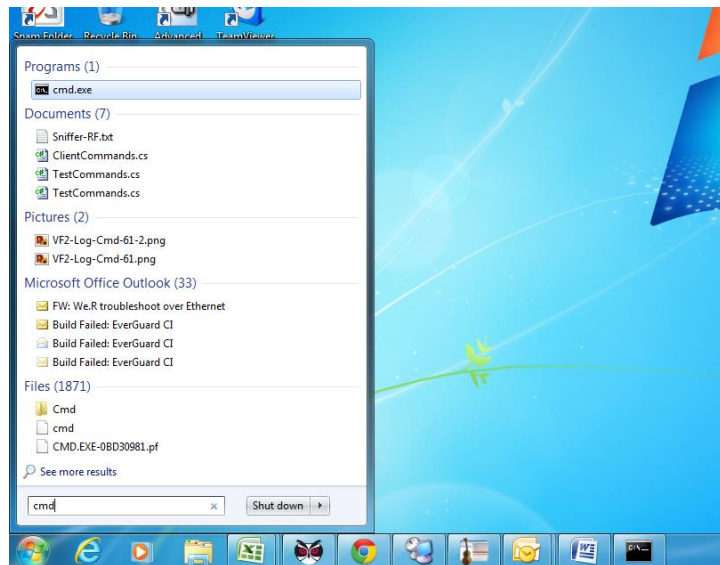 Spam Folder Recycle Bin Advanced TeamViewer
Programs (1)
cmd.exe
Documents (7)
Sniffer-RF.txt
ClientCommands.cs
TestCommands.cs
TestCommands.cs
Pictures (2)
VF2-Log-Cmd-61-2.png
VF2-Log-Cmd-61.png
Microsoft Office Outlook (33)
FW: We.R troubleshoot over Ethernet
Build Failed: EverGuard CI
Build Failed: EverGuard CI
Build Failed: EverGuard CI
Files (1871)
Cmd
cmd
CMD.EXE-0BD30981.pf
See more results
cmd
Shut down